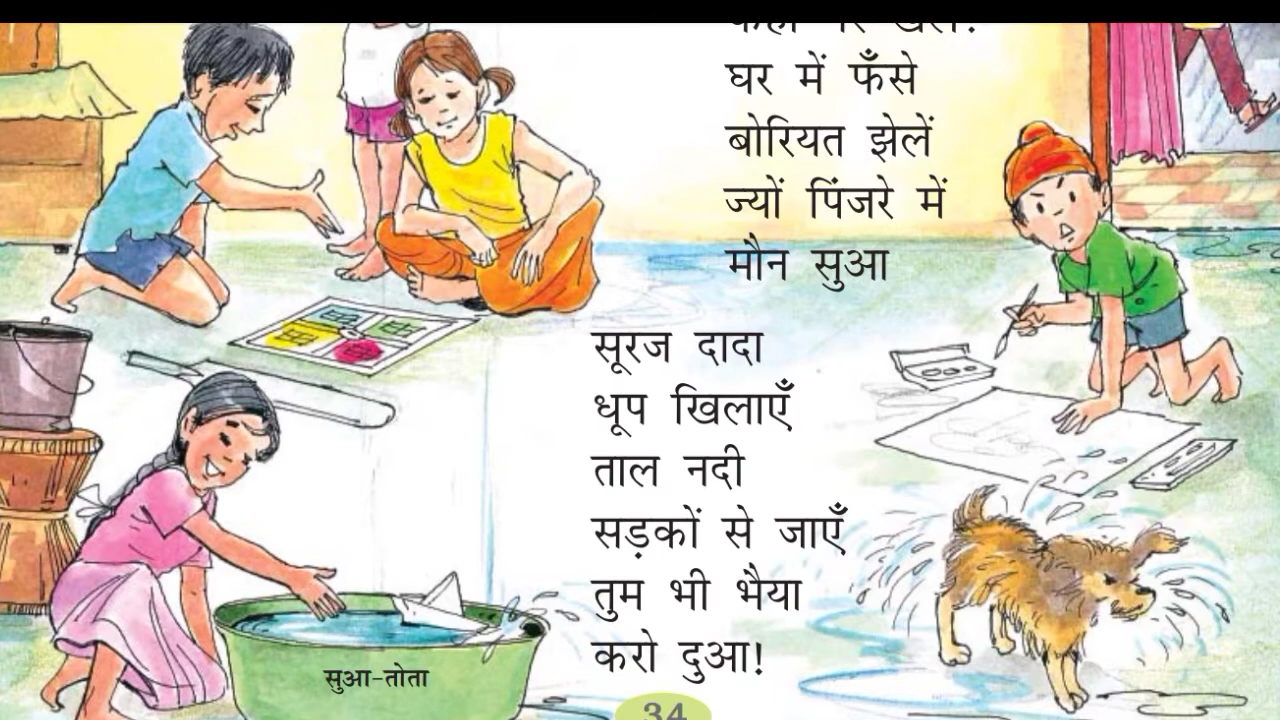 घर में फँसे
बोरियत झेलें
ज्यों पिंजरे में
मौन सुआ
सूरज दादा
धूप खिलाएँ
ताल नदी
सड़कों से जाएँ
तुम भी भैया
करो दुआ!
सुआ-तोता
34